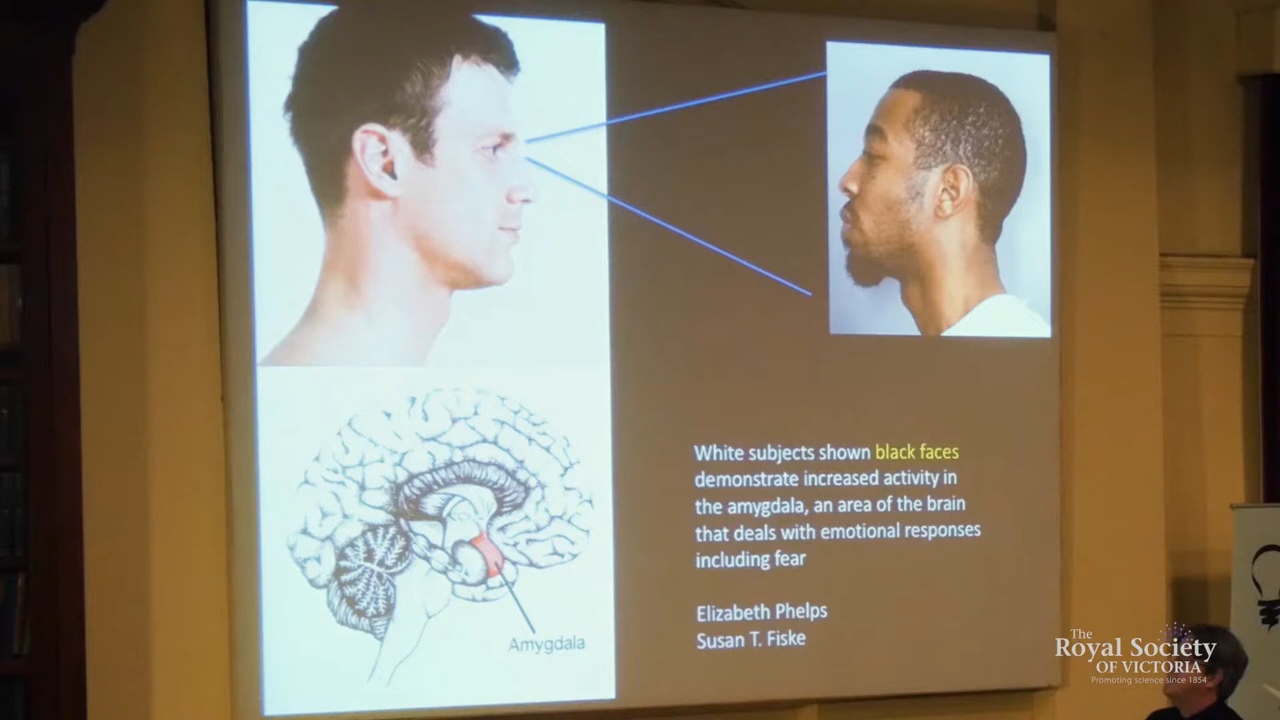 White subjects shown black faces
demonstrate increased activity in
the amygdala, an area of the brain
that deals with emotional responses
including fear
Elizabeth Phelps
Susan T. Fiske
Amygdala
The
Royal Society
OF VICTORIA
Promoting science since 1854